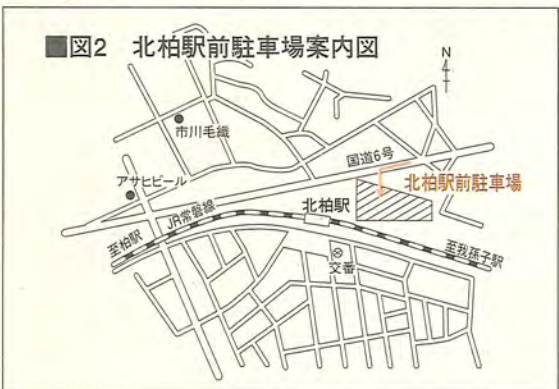 ■図2 北柏駅前駐車場案内図
N
市川毛織
国道6号
アサヒビール
北柏駅前駐車場
JR常磐線
北柏駅
至柏駅
至我孫子駅
交番